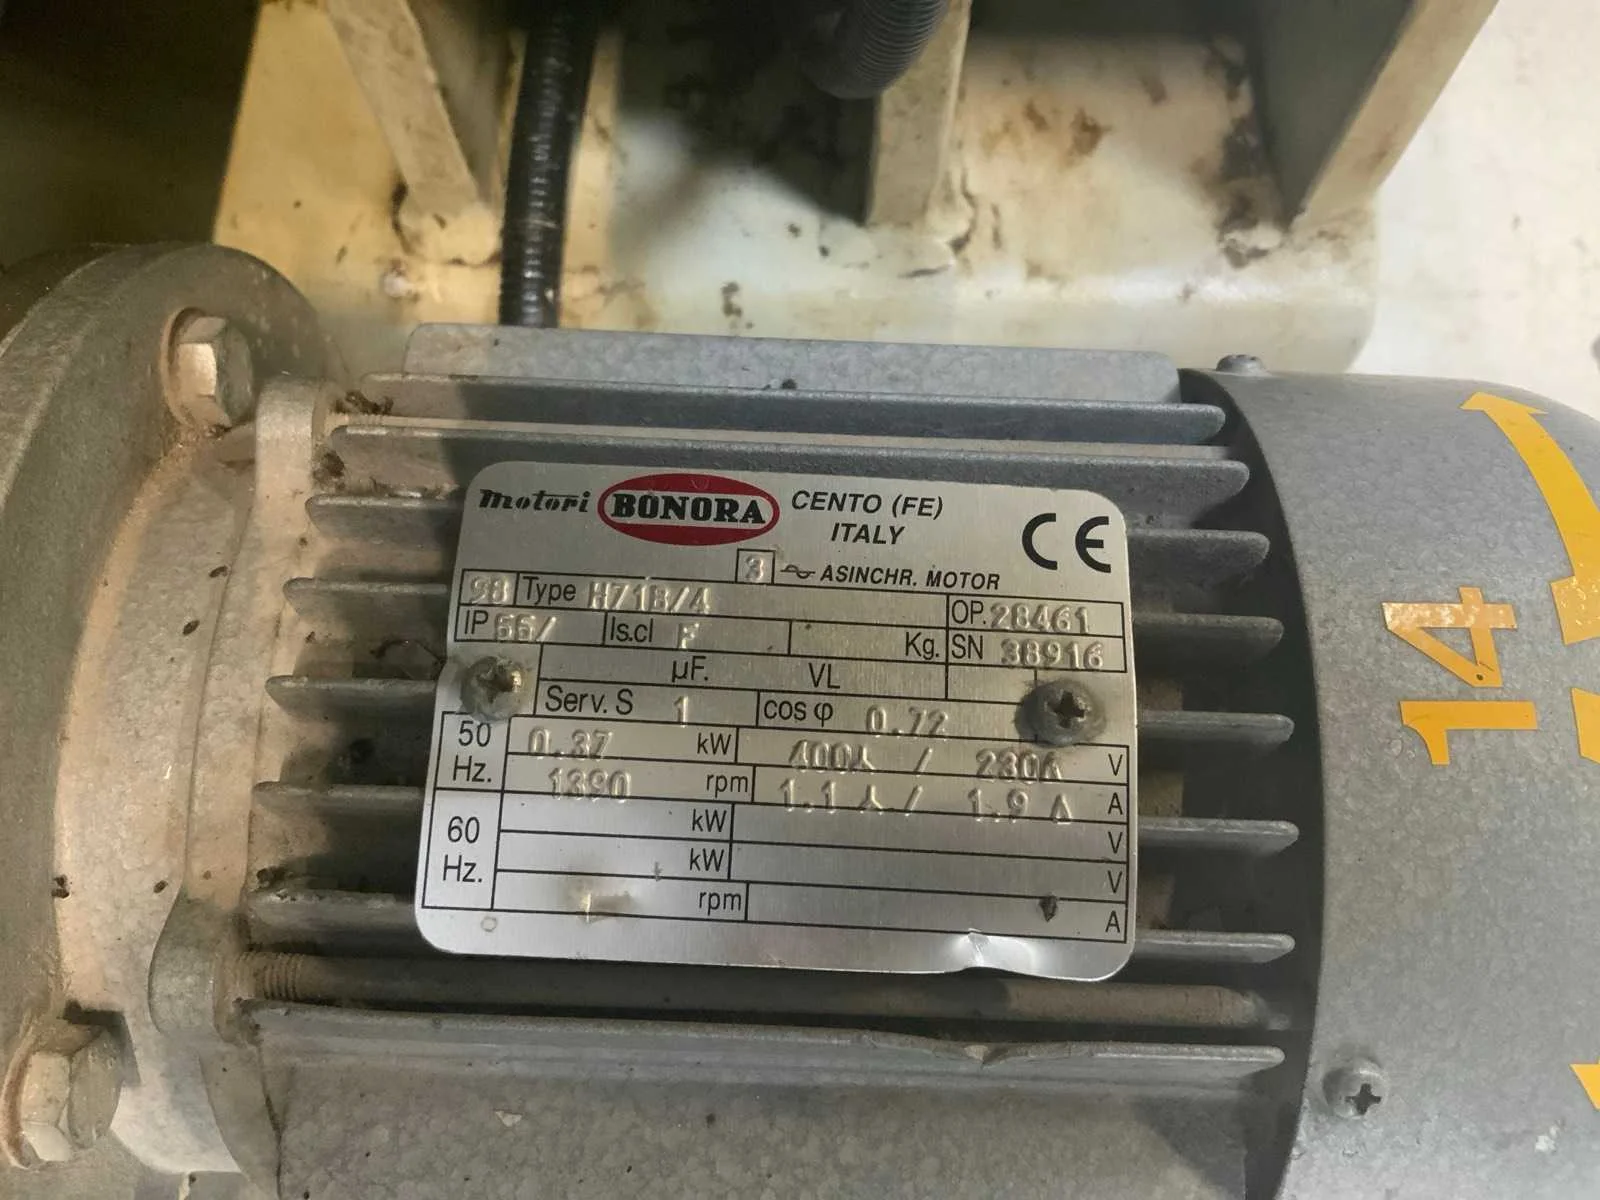 motori BONORA CENTO (FE)
ITALY
CE
3 ~ ASINCHR. MOTOR
98 Type H71B/4 OP. 28461
IP 55/ Is.cl F Kg. SN 38916
µF. VL
Serv. S 1 cos φ 0.72
50 Hz. 0.37 kW 400⅄ / 230Δ V
1390 rpm 1.1⅄ / 1.9Δ A
60 Hz. kW V
kW V
rpm A
14